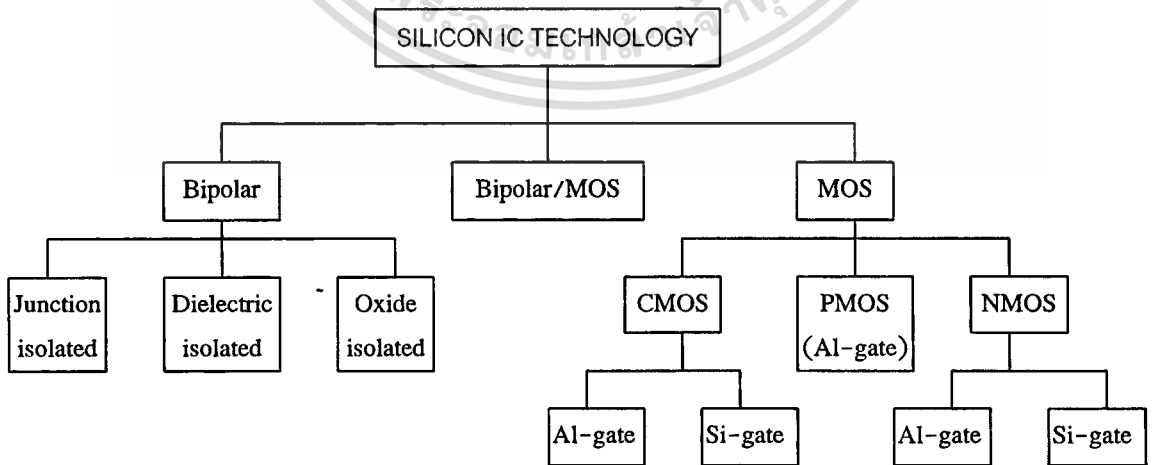 SILICON IC TECHNOLOGY
Bipolar
Bipolar/MOS
MOS
Junction
isolated
Dielectric
isolated
Oxide
isolated
CMOS
PMOS
(Al-gate)
NMOS
Al-gate
Si-gate
Al-gate
Si-gate